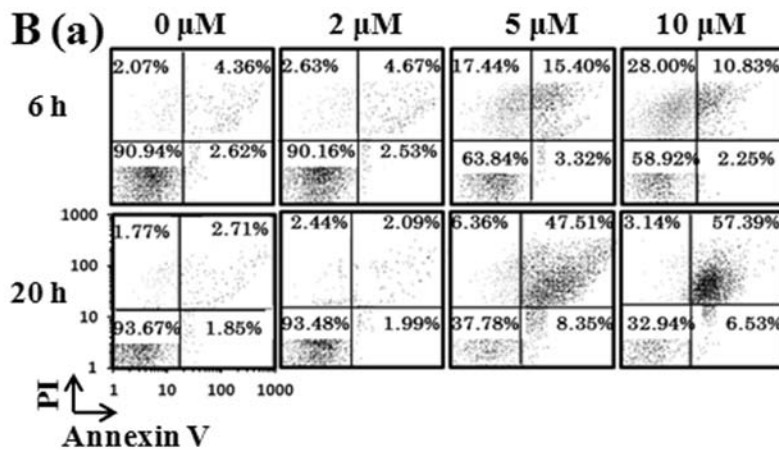 B (a) 0 µM 2 µM 5 µM 10 µM
2.07% 4.36% 2.63% 4.67% 17.44% 15.40% 28.00% 10.83%
6 h
90.94% 2.62% 90.16% 2.53% 63.84% 3.32% 58.92% 2.25%
1000 1.77% 2.71% 2.44% 2.09% 6.36% 47.51% 3.14% 57.39%
100
20 h
10
93.67% 1.85% 93.48% 1.99% 37.78% 8.35% 32.94% 6.53%
1
1 10 100 1000
PI
Annexin V